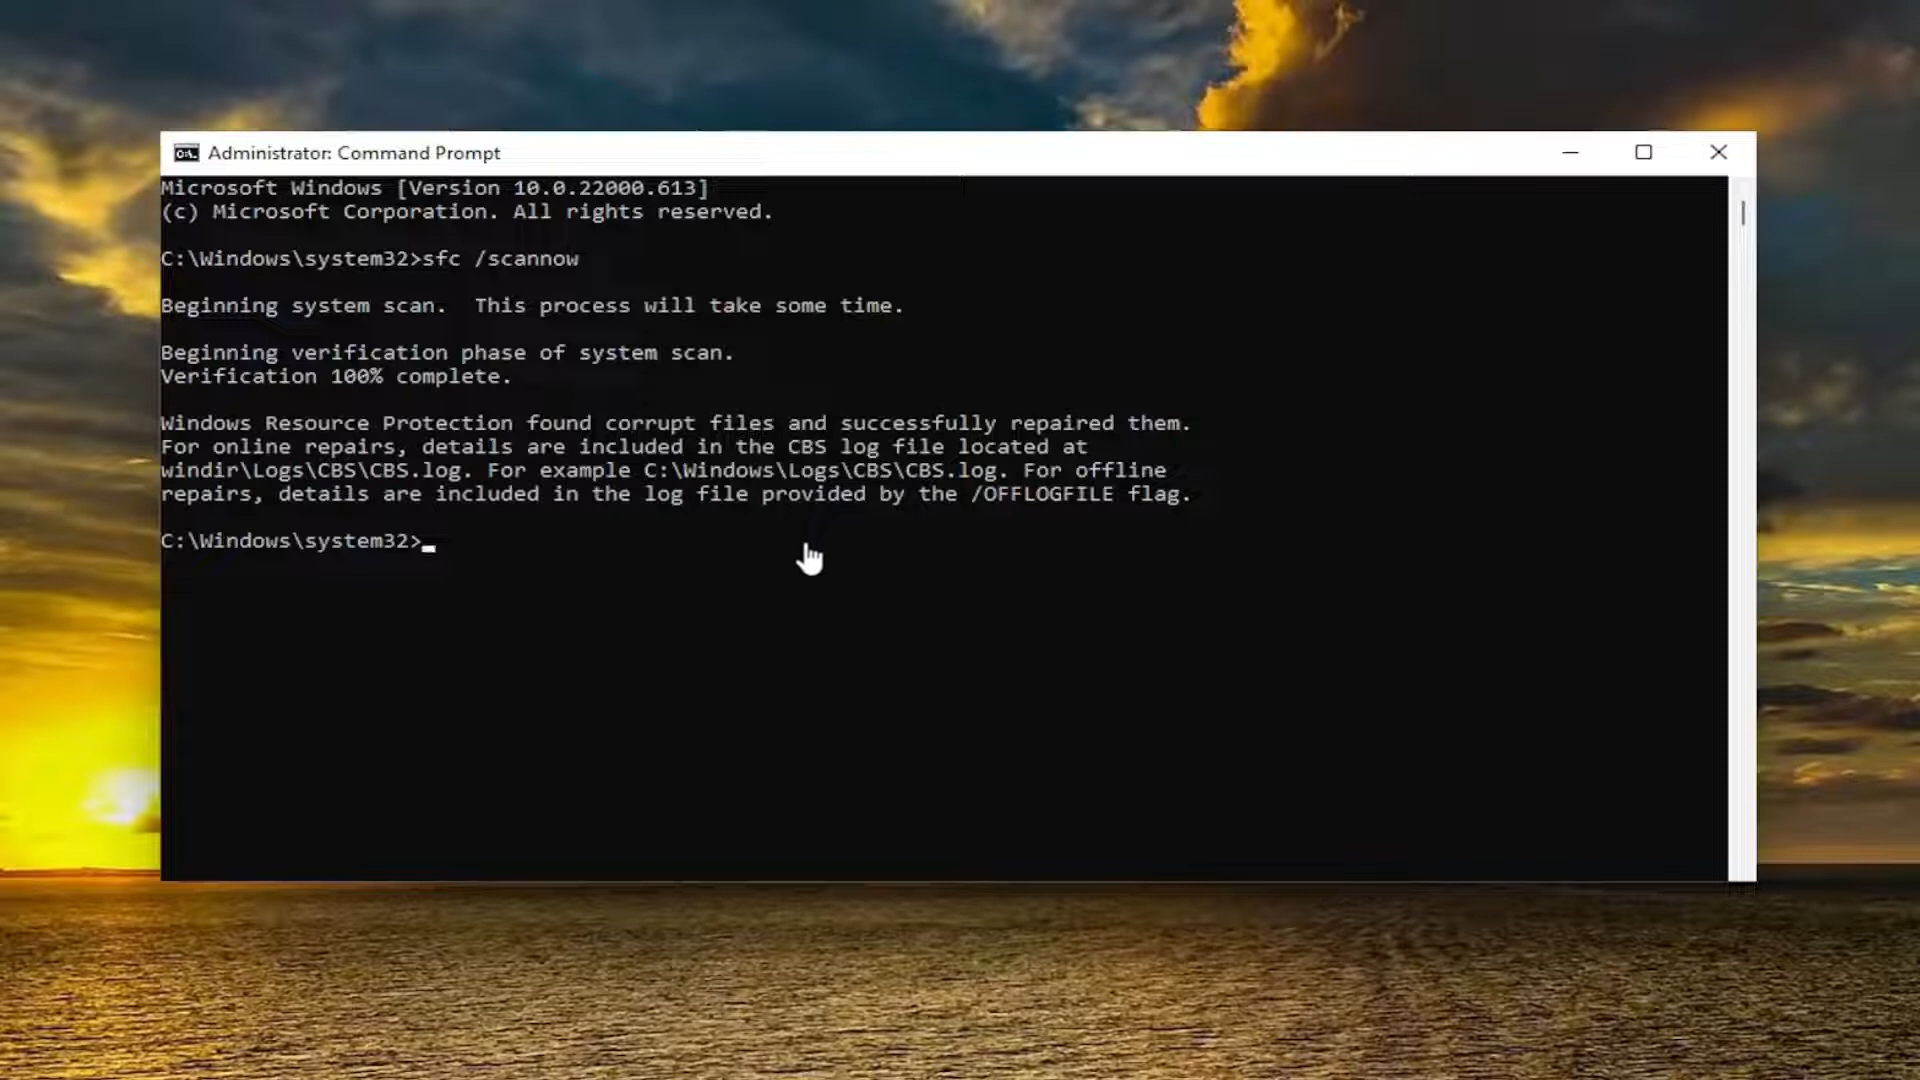 Administrator: Command Prompt
Microsoft Windows [Version 10.0.22000.613]
(c) Microsoft Corporation. All rights reserved.
C:\Windows\system32>sfc /scannow
Beginning system scan.  This process will take some time.
Beginning verification phase of system scan.
Verification 100% complete.
Windows Resource Protection found corrupt files and successfully repaired them.
For online repairs, details are included in the CBS log file located at
windir\Logs\CBS\CBS.log. For example C:\Windows\Logs\CBS\CBS.log. For offline
repairs, details are included in the log file provided by the /OFFLOGFILE flag.
C:\Windows\system32>